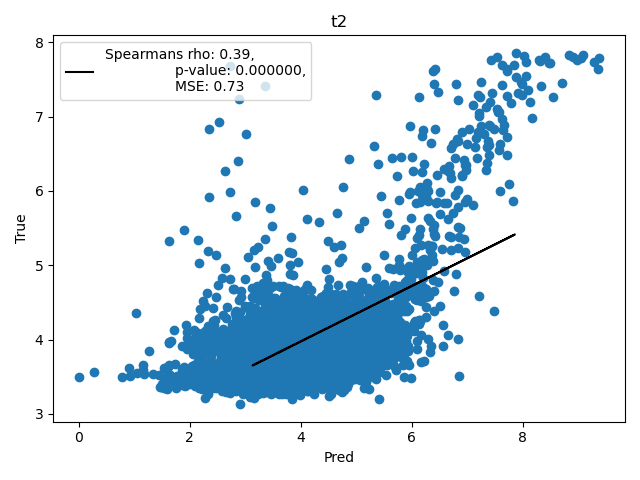 t2
Spearmans rho: 0.39,
p-value: 0.000000,
MSE: 0.73
True
8
7
6
5
4
3
0
2
4
6
8
Pred